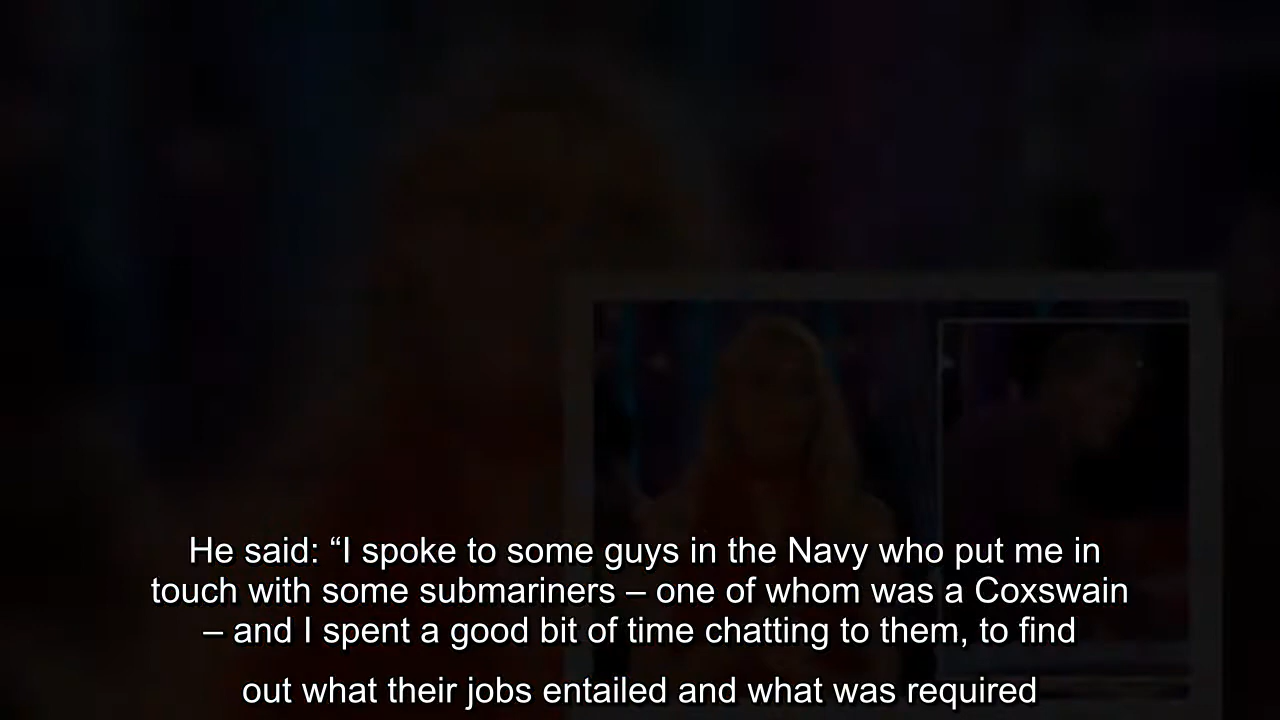 He said: “I spoke to some guys in the Navy who put me in
touch with some submariners – one of whom was a Coxswain
– and I spent a good bit of time chatting to them, to find
out what their jobs entailed and what was required